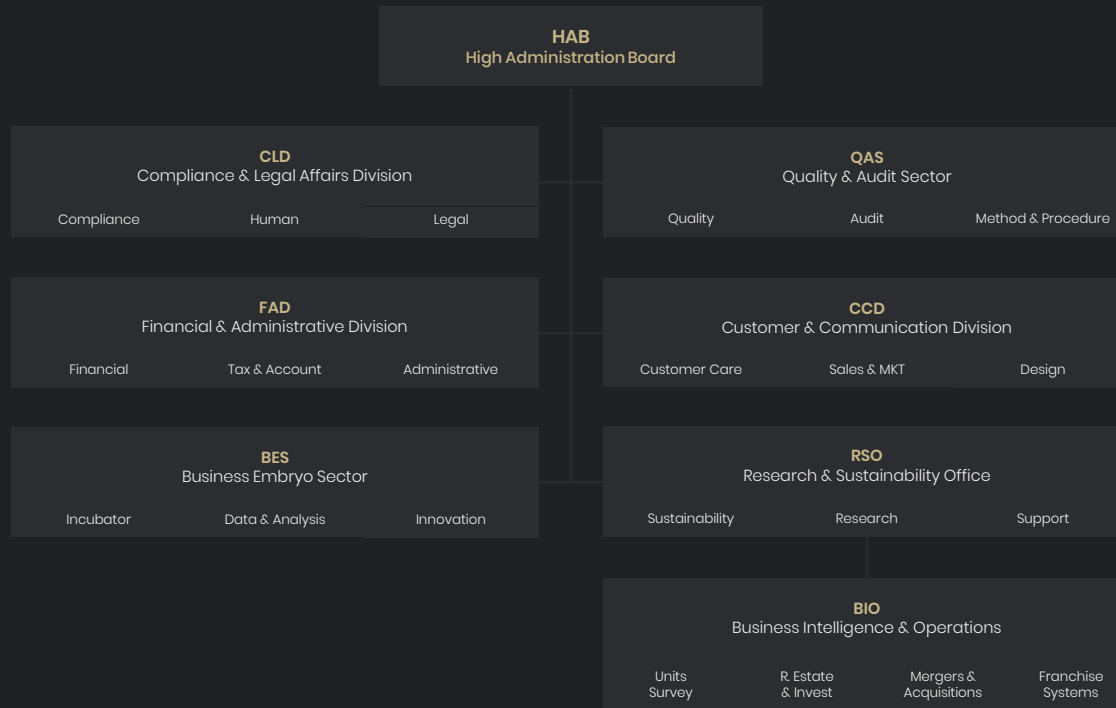 HAB
High Administration Board
CLD
Compliance & Legal Affairs Division
Compliance Human Legal
QAS
Quality & Audit Sector
Quality Audit Method & Procedure
FAD
Financial & Administrative Division
Financial Tax & Account Administrative
CCD
Customer & Communication Division
Customer Care Sales & MKT Design
BES
Business Embryo Sector
Incubator Data & Analysis Innovation
RSO
Research & Sustainability Office
Sustainability Research Support
BIO
Business Intelligence & Operations
Units
Survey
R. Estate
& Invest
Mergers &
Acquisitions
Franchise
Systems